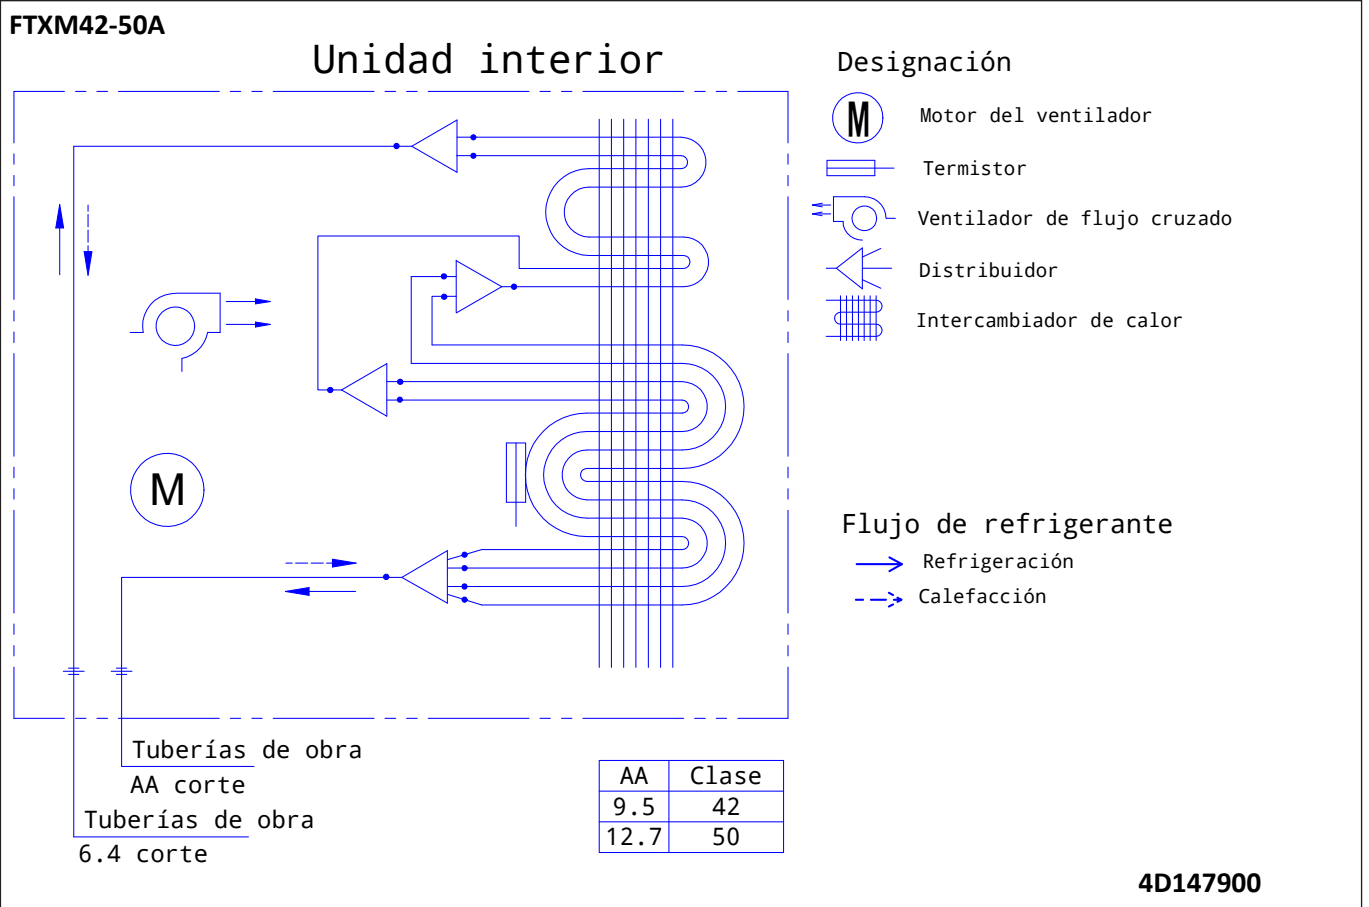 FTXM42-50A
Unidad interior
Designación
M
Motor del ventilador
Termistor
Ventilador de flujo cruzado
Distribuidor
Intercambiador de calor
M
Flujo de refrigerante
Refrigeración
Calefacción
Tuberías de obra
AA corte
Tuberías de obra
6.4 corte
AA Clase
9.5 42
12.7 50
4D147900